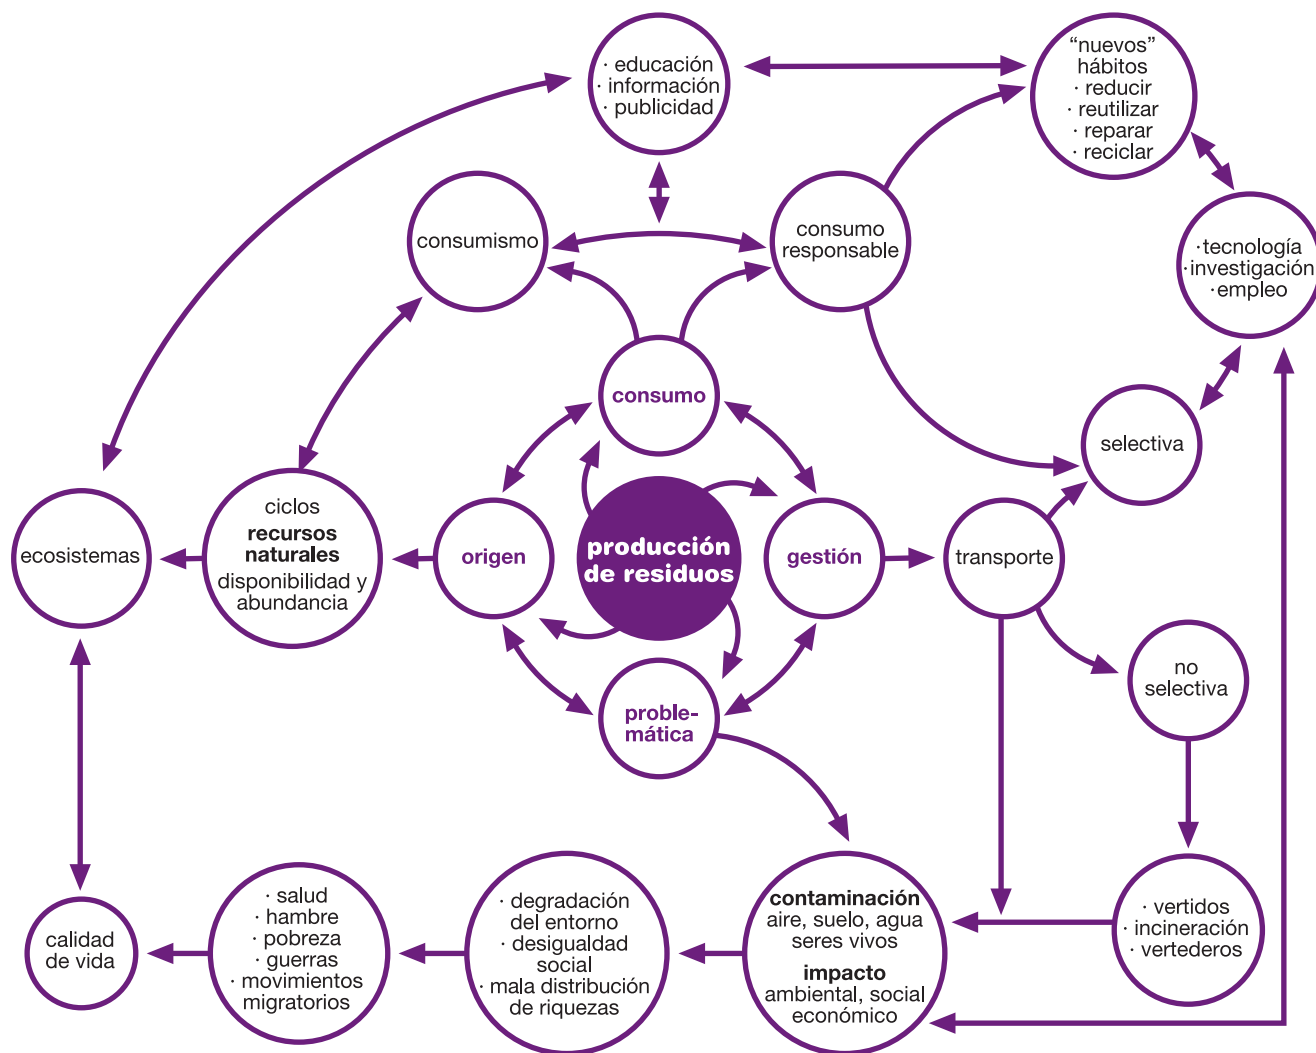 · educación
· información
· publicidad
“nuevos”
hábitos
· reducir
· reutilizar
· reparar
· reciclar
consumismo
consumo
responsable
· tecnología
· investigación
· empleo
consumo
selectiva
ecosistemas
ciclos
recursos
naturales
disponibilidad y
abundancia
origen
producción
de residuos
gestión
transporte
no
selectiva
proble-
mática
calidad
de vida
· salud
· hambre
· pobreza
· guerras
· movimientos
migratorios
· degradación
del entorno
· desigualdad
social
· mala distribución
de riquezas
contaminación
aire, suelo, agua
seres vivos
impacto
ambiental, social
económico
· vertidos
· incineración
· vertederos